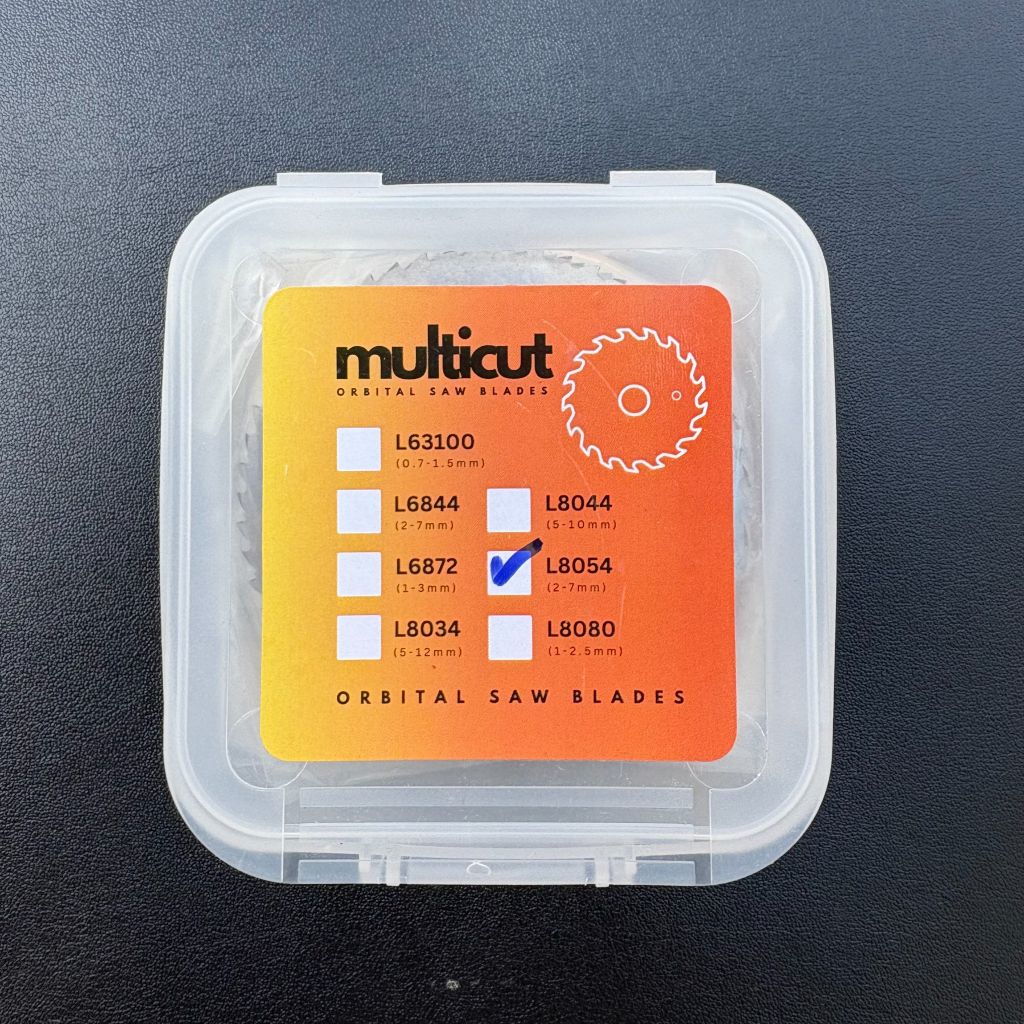 multicut
ORBITAL SAW BLADES
L63100
(0.7-1.5mm)
L6844
(2-7mm)
L8044
(5-10mm)
L6872
(1-3mm)
L8054
(2-7mm)
L8034
(5-12mm)
L8080
(1-2.5mm)
ORBITAL SAW BLADES